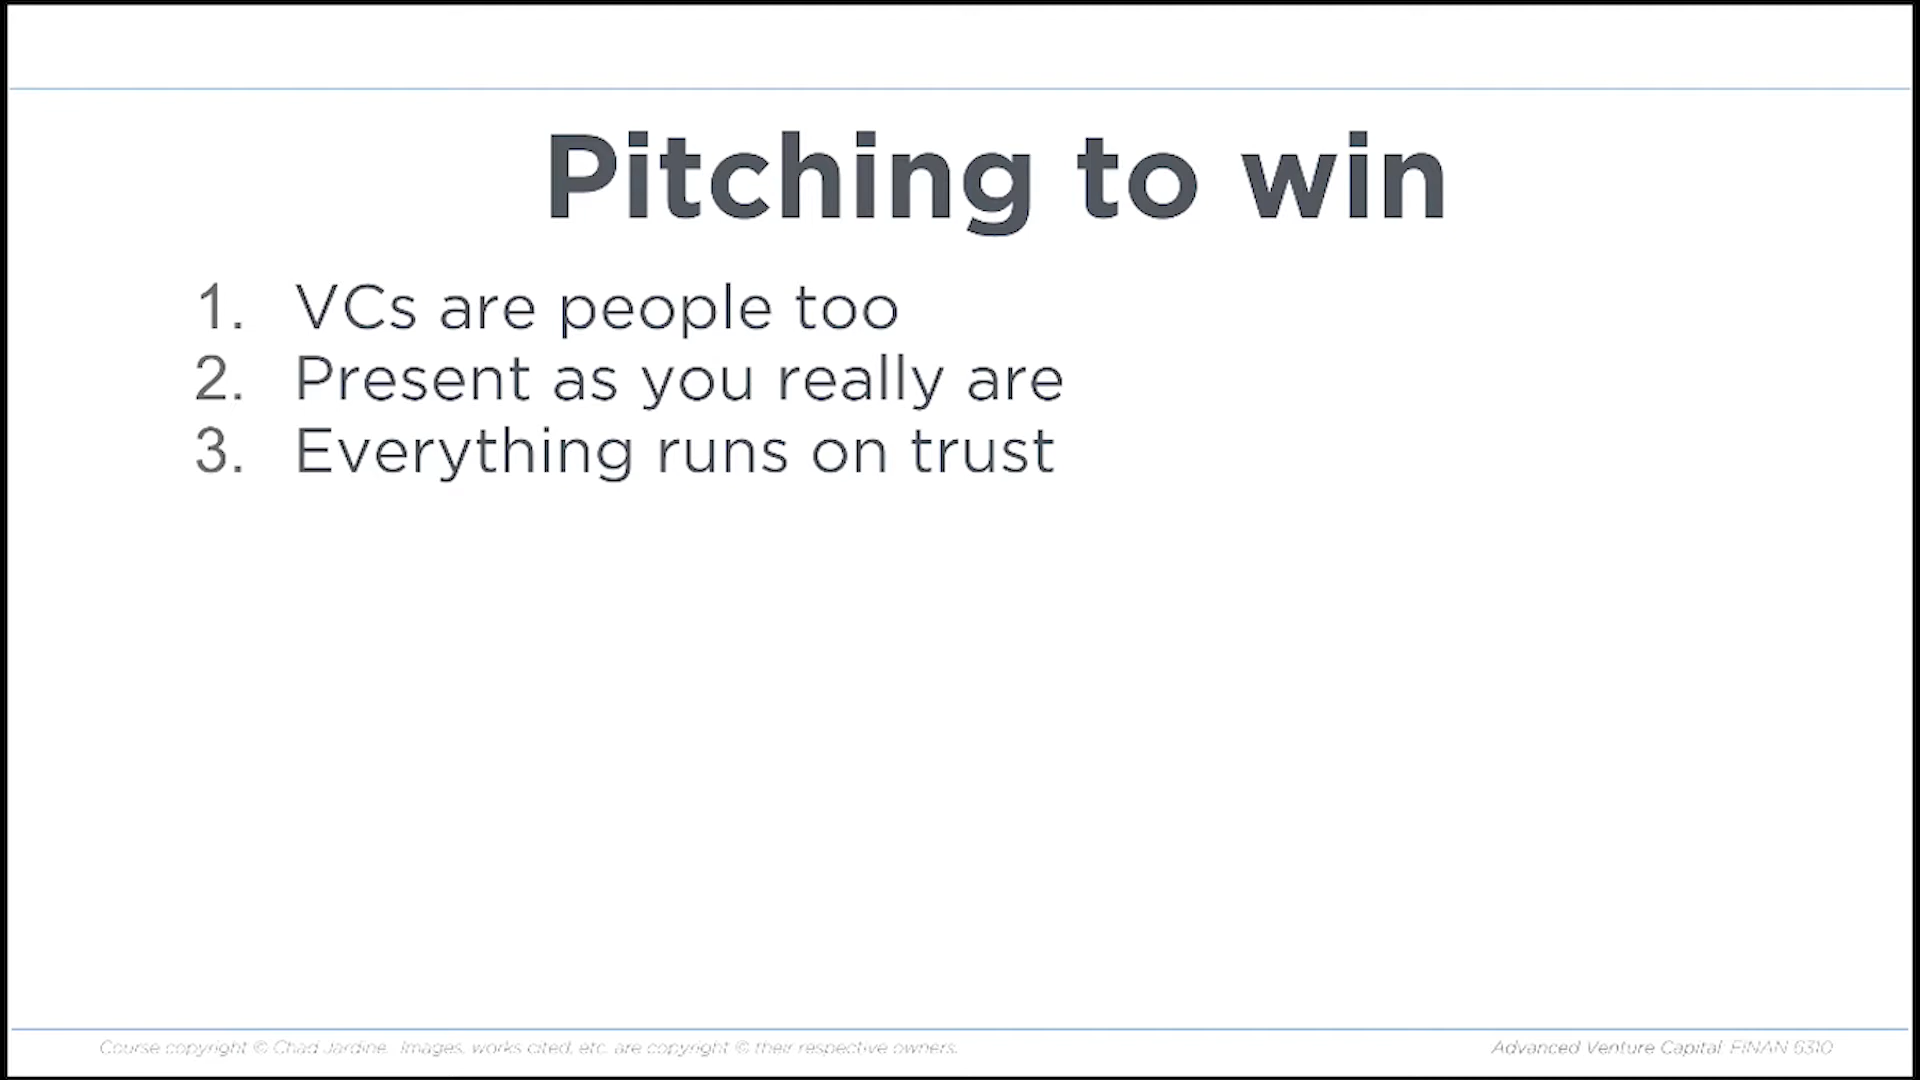 Pitching to win
1. VCs are people too
2. Present as you really are
3. Everything runs on trust
Course copyright © Chad Jardine. Images, works cited, etc. are copyright © their respective owners.
Advanced Venture Capital: FINAN 6310